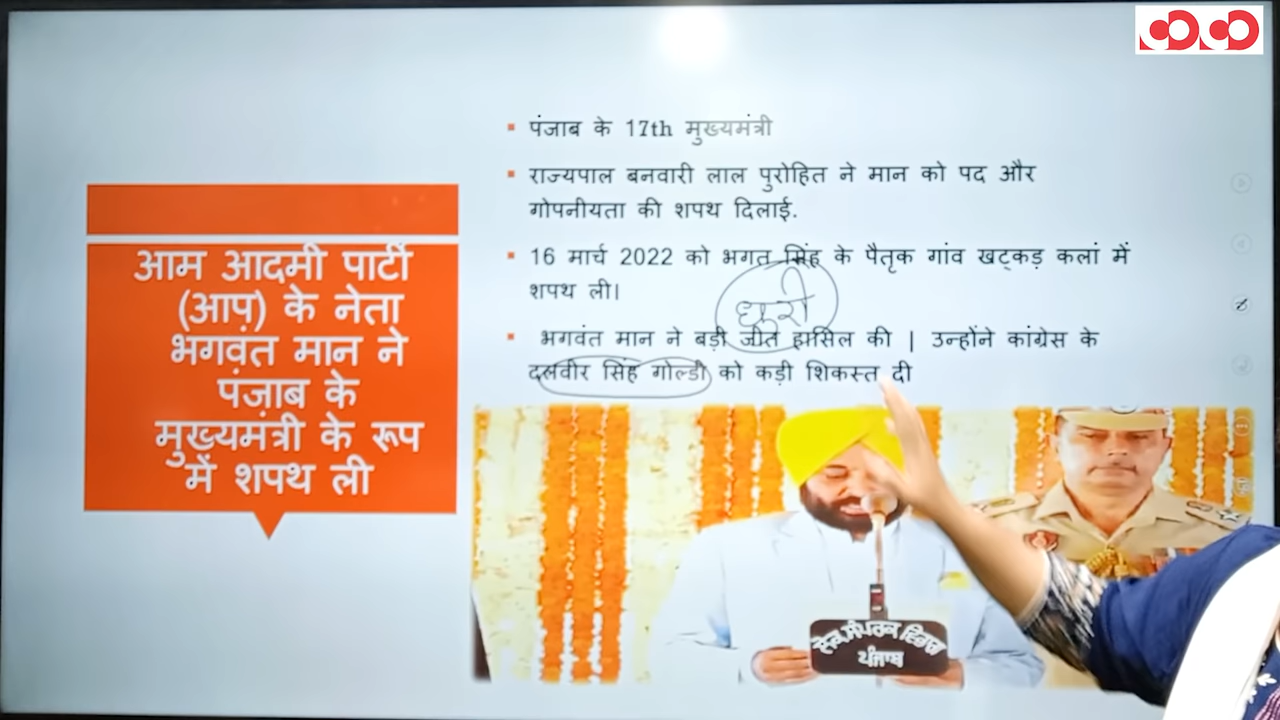 आम आदमी पार्टी
(आप) के नेता
भगवंत मान ने
पंजाब के
मुख्यमंत्री के रूप
में शपथ ली
पंजाब के 17th मुख्यमंत्री
राज्यपाल बनवारी लाल पुरोहित ने मान को पद और
गोपनीयता की शपथ दिलाई.
16 मार्च 2022 को भगत सिंह के पैतृक गांव खट्कड़ कलां में
शपथ ली।
धूरी
भगवंत मान ने बड़ी जीत हासिल की | उन्होंने कांग्रेस के
दलवीर सिंह गोल्डी को कड़ी शिकस्त दी
ਲੋਕ ਸੰਪਰਕ ਵਿਭਾਗ
ਪੰਜਾਬ